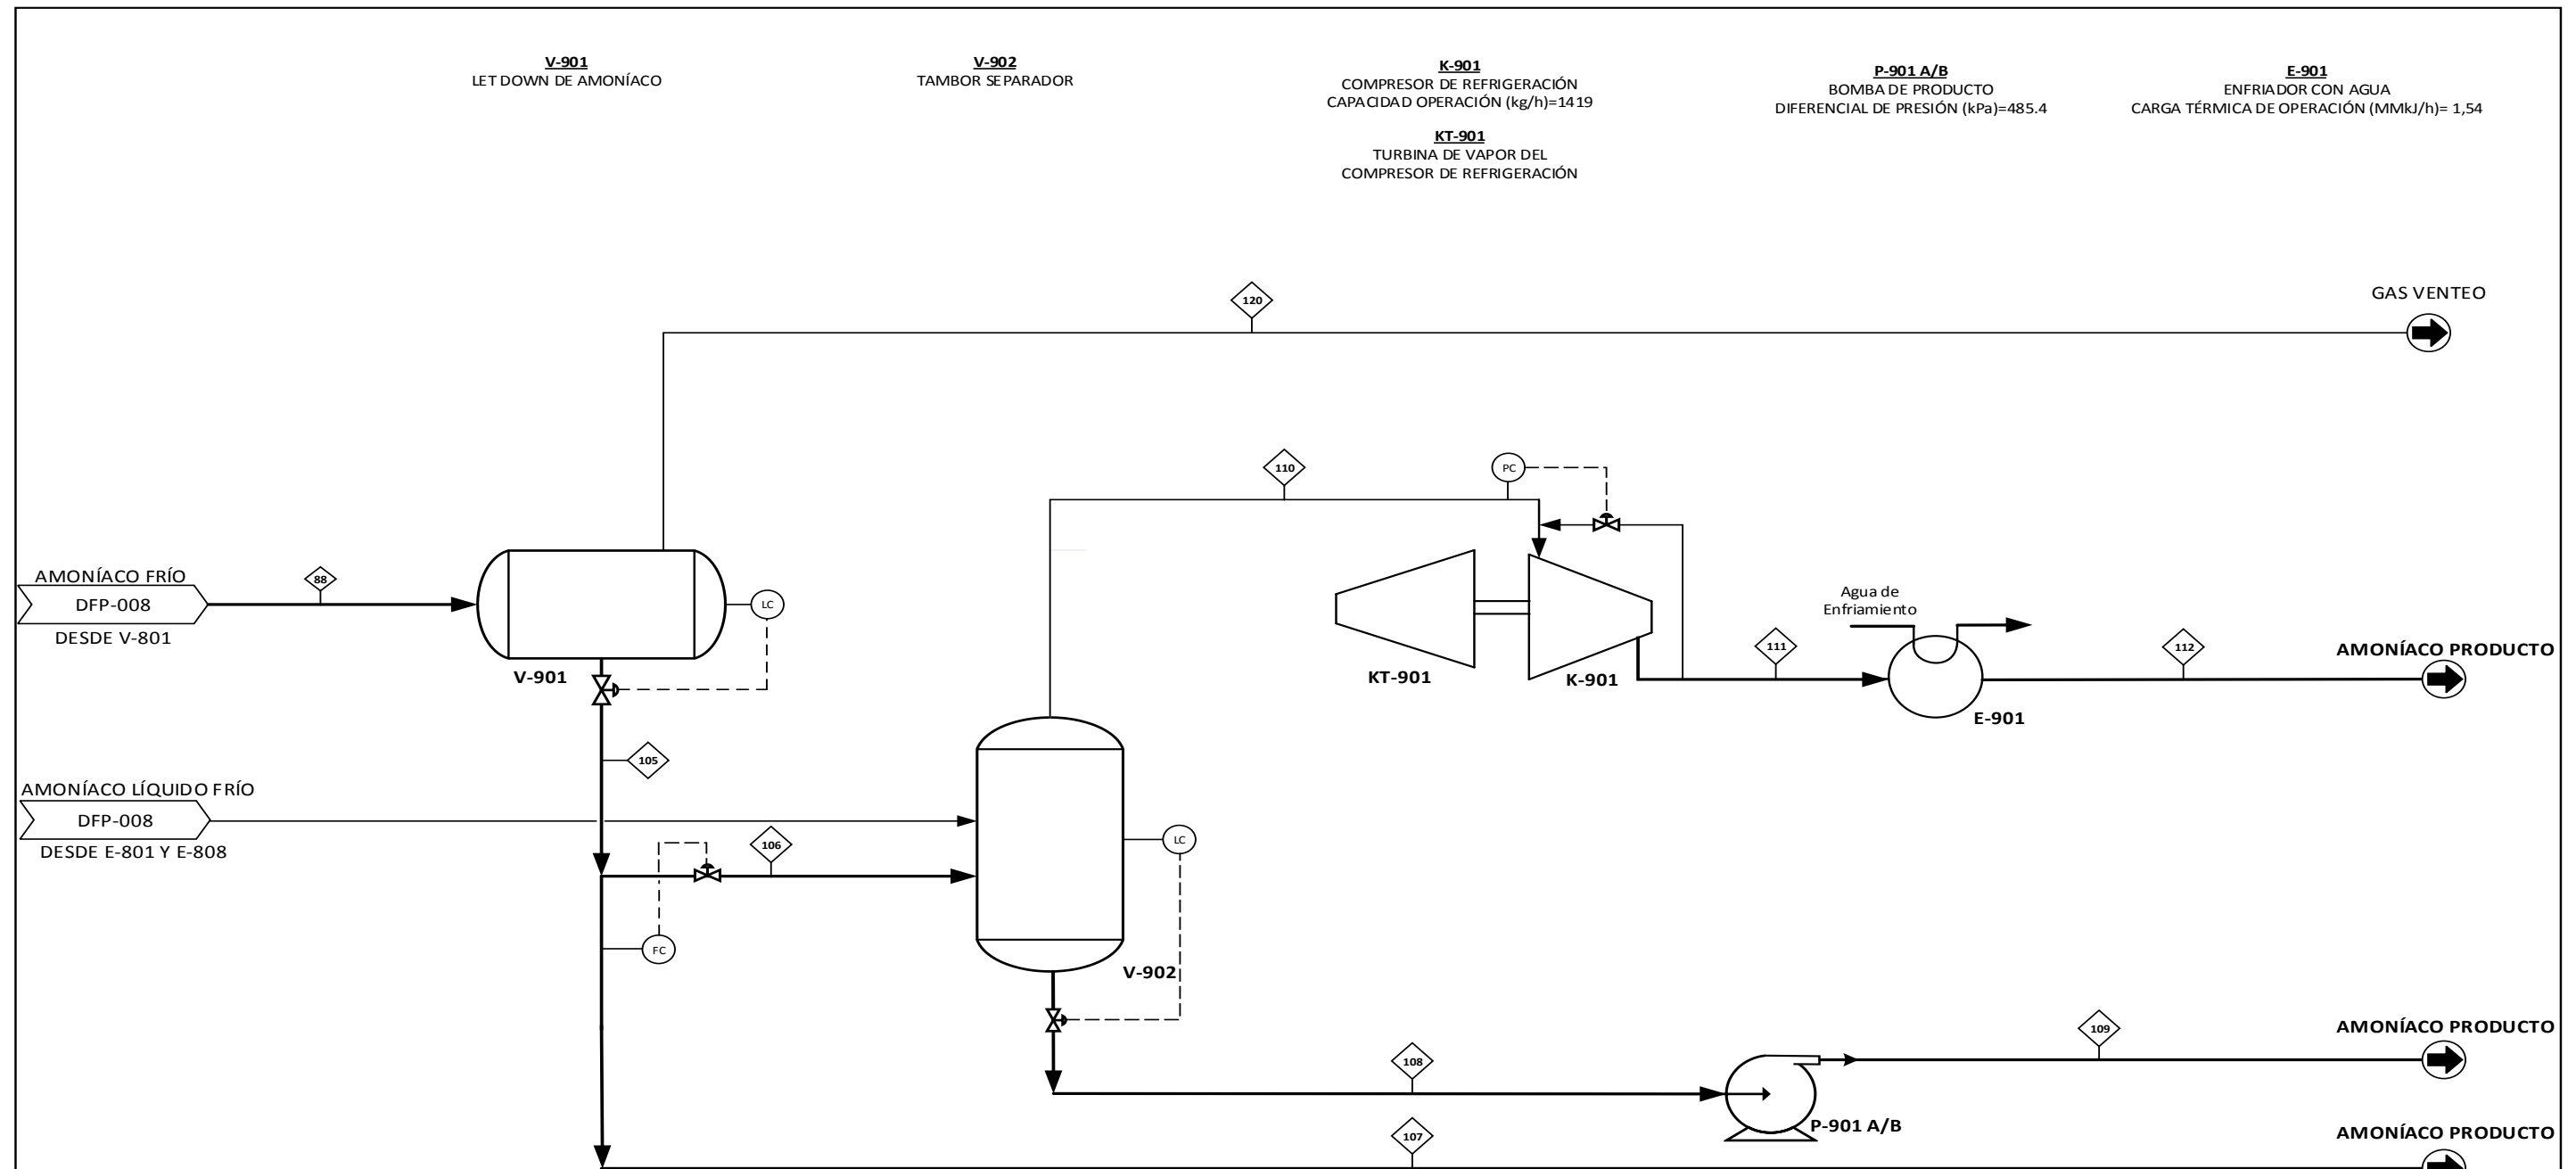 V-901
LET DOWN DE AMONÍACO
V-902
TAMBOR SEPARADOR
K-901
COMPRESOR DE REFRIGERACIÓN
CAPACIDAD OPERACIÓN (kg/h)=1419
KT-901
TURBINA DE VAPOR DEL
COMPRESOR DE REFRIGERACIÓN
P-901 A/B
BOMBA DE PRODUCTO
DIFERENCIAL DE PRESIÓN (kPa)=485.4
E-901
ENFRIADOR CON AGUA
CARGA TÉRMICA DE OPERACIÓN (MMkJ/h)= 1,54
120
GAS VENTEO
110
PC
AMONÍACO FRÍO
DFP-008
DESDE V-801
88
LC
V-901
KT-901
K-901
111
Agua de
Enfriamiento
E-901
112
AMONÍACO PRODUCTO
105
AMONÍACO LÍQUIDO FRÍO
DFP-008
DESDE E-801 Y E-808
106
LC
FC
V-902
108
109
AMONÍACO PRODUCTO
P-901 A/B
107
AMONÍACO PRODUCTO